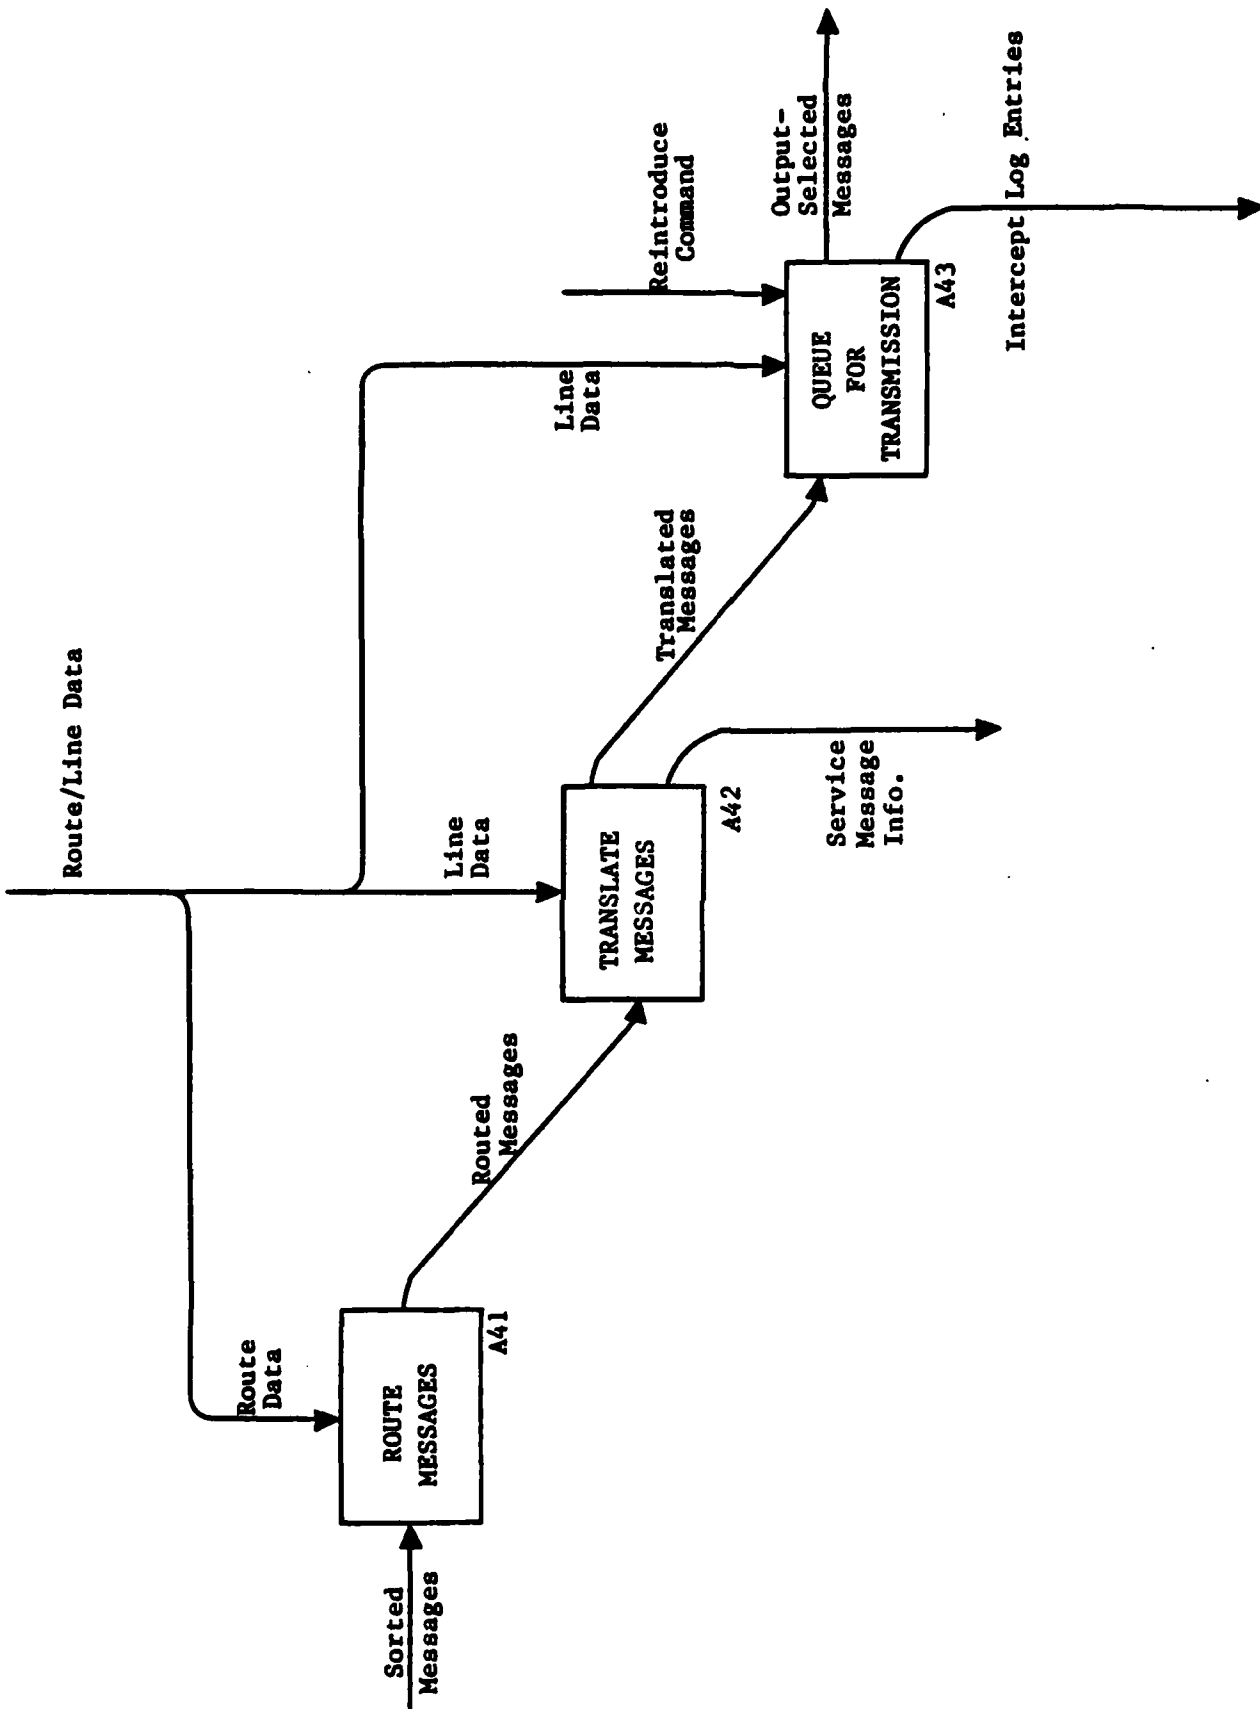 Route/Line Data
Route
Data
Line
Data
Line
Data
Reintroduce
Command
Sorted
Messages
ROUTE
MESSAGES
A41
Routed
Messages
TRANSLATE
MESSAGES
A42
Translated
Messages
Service
Message
Info.
QUEUE
FOR
TRANSMISSION
A43
Output-
Selected
Messages
Intercept Log Entries